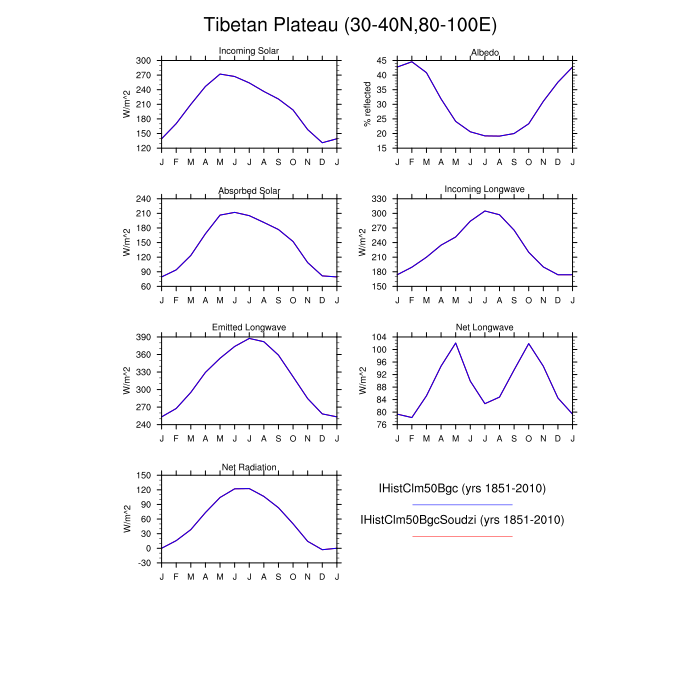 Tibetan Plateau (30-40N,80-100E)
Incoming Solar
W/m^2
300
270
240
210
180
150
120
J F M A M J J A S O N D J
Albedo
% reflected
45
40
35
30
25
20
15
J F M A M J J A S O N D J
Absorbed Solar
W/m^2
240
210
180
150
120
90
60
J F M A M J J A S O N D J
Incoming Longwave
W/m^2
330
300
270
240
210
180
150
J F M A M J J A S O N D J
Emitted Longwave
W/m^2
390
360
330
300
270
240
J F M A M J J A S O N D J
Net Longwave
W/m^2
104
100
96
92
88
84
80
76
J F M A M J J A S O N D J
Net Radiation
W/m^2
150
120
90
60
30
0
-30
J F M A M J J A S O N D J
IHistClm50Bgc (yrs 1851-2010)
IHistClm50BgcSoudzi (yrs 1851-2010)